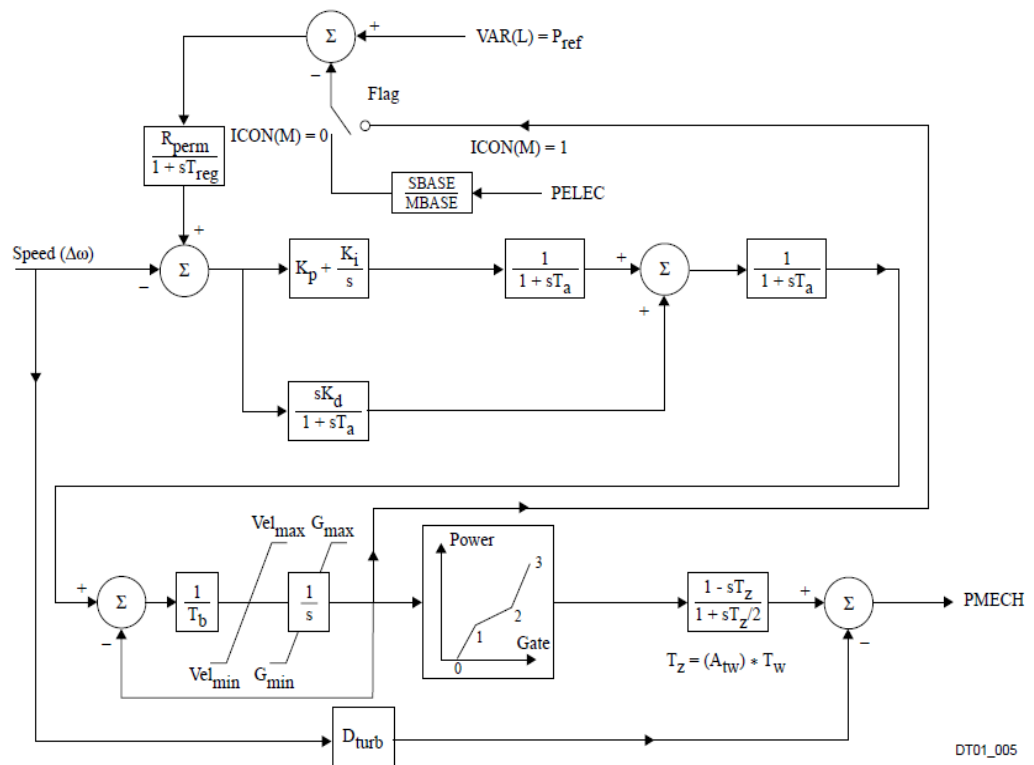 Σ
+
−
VAR(L) = Pref
Flag
ICON(M) = 0
ICON(M) = 1
Rperm
1 + sTreg
SBASE
MBASE
PELEC
+
Speed (Δω)
−
Σ
Kp + Ki
s
1
1 + sTa
+
Σ
+
1
1 + sTa
sKd
1 + sTa
Velmax
Gmax
+
Σ
−
1
Tb
1
s
Velmin
Gmin
Power
3
2
1
0
Gate
1 - sTz
1 + sTz/2
+
Σ
−
PMECH
Tz = (Atw) * Tw
Dturb
DT01_005